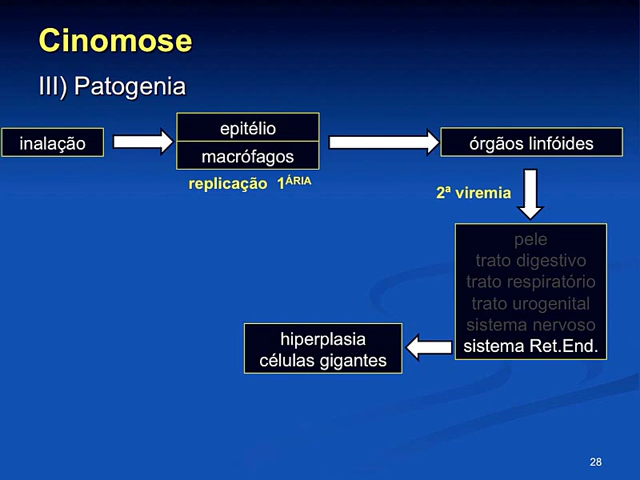 Cinomose
III) Patogenia
inalação
epitélio
macrófagos
replicação 1ÁRIA
órgãos linfóides
2ª viremia
pele
trato digestivo
trato respiratório
trato urogenital
sistema nervoso
sistema Ret.End.
hiperplasia
células gigantes
28